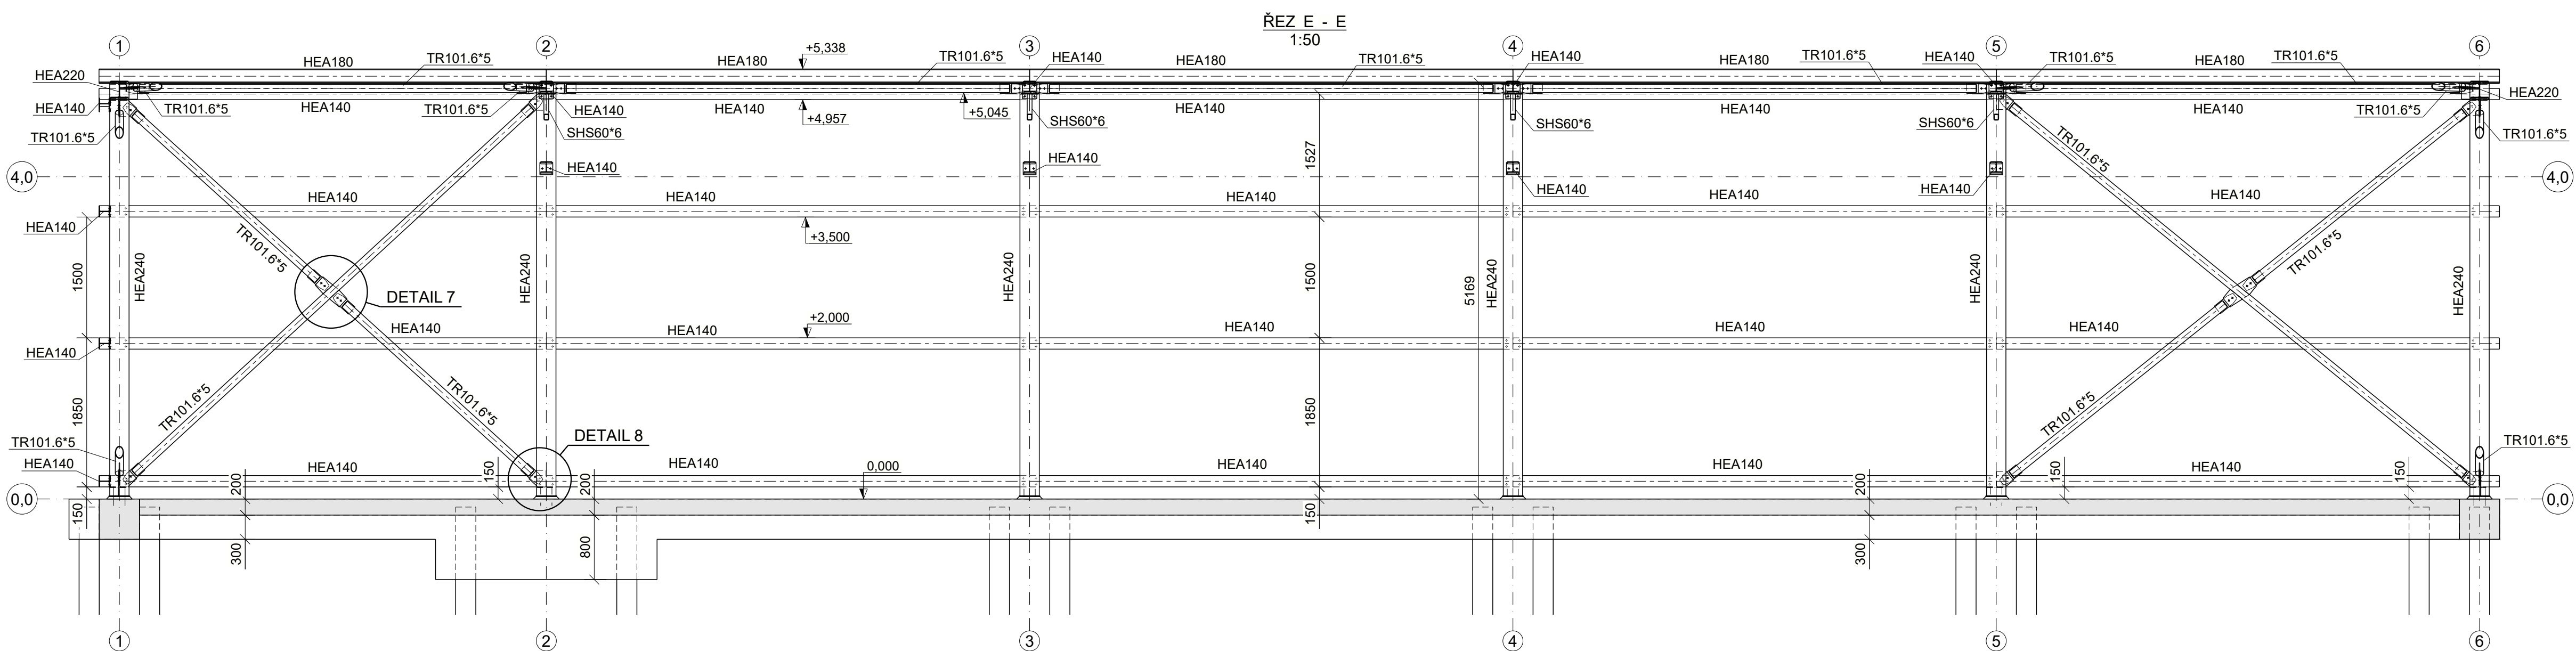 ŘEZ E - E
1:50
1
2
3
4
5
6
HEA180
TR101.6*5
HEA180
+5,338
TR101.6*5
HEA140
HEA180
TR101.6*5
HEA140
HEA180
TR101.6*5
HEA140
TR101.6*5
HEA180
TR101.6*5
HEA220
HEA140
TR101.6*5
TR101.6*5
HEA140
TR101.6*5
HEA140
SHS60*6
HEA140
+4,957
+5,045
HEA140
SHS60*6
HEA140
SHS60*6
HEA140
SHS60*6
HEA140
TR101.6*5
HEA220
TR101.6*5
4,0
HEA140
HEA140
1527
HEA140
HEA140
TR101.6*5
4,0
HEA140
HEA140
HEA140
HEA140
HEA140
HEA140
+3,500
1500
HEA240
TR101.6*5
DETAIL 7
HEA240
HEA240
1500
5169
HEA240
HEA240
TR101.6*5
HEA240
HEA140
HEA140
HEA140
+2,000
HEA140
HEA140
HEA140
1850
TR101.6*5
TR101.6*5
DETAIL 8
1850
TR101.6*5
TR101.6*5
HEA140
TR101.6*5
HEA140
HEA140
HEA140
HEA140
HEA140
0,000
0,0
150
200
150
200
150
200
150
150
0,0
300
800
300
1
2
3
4
5
6